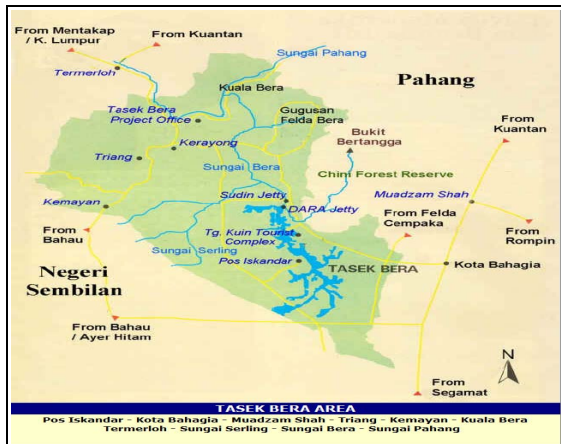 From Mentakap
/ K. Lumpur
From Kuantan
Sungai Pahang
Termerloh
Kuala Bera
Pahang
Tasek Bera
Project Office
Gugusan
Felda Bera
Bukit
Bertangga
From
Kuantan
Kerayong
Triang
Sungai Bera
Chini Forest Reserve
Sudin Jetty
Muadzam Shah
Kemayan
DARA Jetty
From Felda
Cempaka
From
Bahau
Tg. Kuin Tourist
Complex
From
Rompin
Sungai Serling
Pos Iskandar
TASEK BERA
Kota Bahagia
Negeri
Sembilan
From Bahau
/ Ayer Hitam
N
From
Segamat
TASEK BERA AREA
Pos Iskandar - Kota Bahagia - Muadzam Shah - Triang - Kemayan - Kuala Bera
Termerloh - Sungai Serling - Sungai Bera - Sungai Pahang